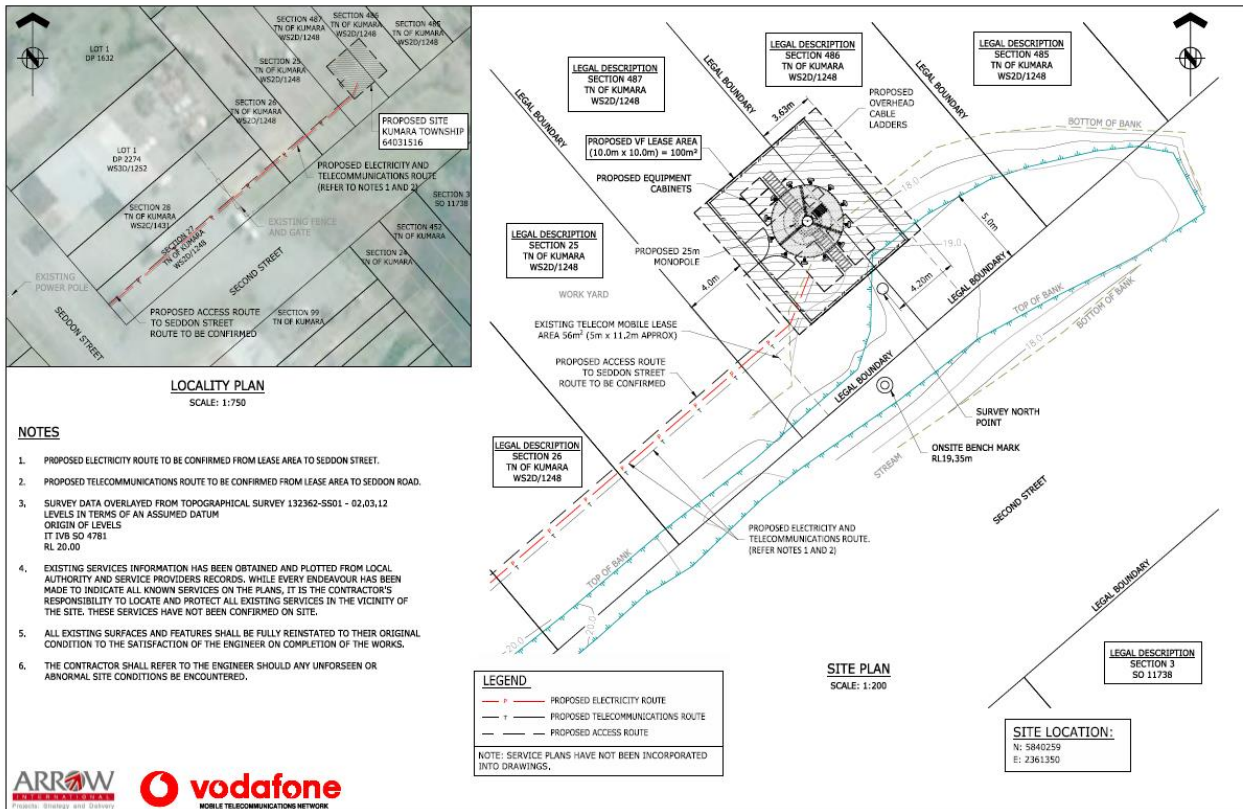 LOT 1
DP 1632
SECTION 487
TN OF KUMARA
WS2D/1248
SECTION 486
TN OF KUMARA
WS2D/1248
SECTION 485
TN OF KUMARA
WS2D/1248
SECTION 25
TN OF KUMARA
WS2D/1248
SECTION 26
TN OF KUMARA
WS2D/1248
PROPOSED SITE
KUMARA TOWNSHIP
64031516
LOT 1
DP 2274
WS3D/1252
PROPOSED ELECTRICITY AND
TELECOMMUNICATIONS ROUTE
(REFER TO NOTES 1 AND 2)
SECTION 3
SO 11738
SECTION 28
TN OF KUMARA
WS2C/1431
EXISTING FENCE
AND GATE
SECTION 452
TN OF KUMARA
SECTION 27
TN OF KUMARA
WS2D/1248
SECTION 24
TN OF KUMARA
SECOND STREET
EXISTING
POWER POLE
SECTION 99
TN OF KUMARA
PROPOSED ACCESS ROUTE
TO SEDDON STREET
ROUTE TO BE CONFIRMED
SEDDON STREET
LOCALITY PLAN
SCALE: 1:750
NOTES
1. PROPOSED ELECTRICITY ROUTE TO BE CONFIRMED FROM LEASE AREA TO SEDDON STREET.
2. PROPOSED TELECOMMUNICATIONS ROUTE TO BE CONFIRMED FROM LEASE AREA TO SEDDON ROAD.
3. SURVEY DATA OVERLAYED FROM TOPOGRAPHICAL SURVEY 132362-SS01 - 02,03,12
LEVELS IN TERMS OF AN ASSUMED DATUM
ORIGIN OF LEVELS
IT IVB SO 4781
RL 20.00
4. EXISTING SERVICES INFORMATION HAS BEEN OBTAINED AND PLOTTED FROM LOCAL
AUTHORITY AND SERVICE PROVIDERS RECORDS. WHILE EVERY ENDEAVOUR HAS BEEN
MADE TO INDICATE ALL KNOWN SERVICES ON THE PLANS, IT IS THE CONTRACTOR'S
RESPONSIBILITY TO LOCATE AND PROTECT ALL EXISTING SERVICES IN THE VICINITY OF
THE SITE. THESE SERVICES HAVE NOT BEEN CONFIRMED ON SITE.
5. ALL EXISTING SURFACES AND FEATURES SHALL BE FULLY REINSTATED TO THEIR ORIGINAL
CONDITION TO THE SATISFACTION OF THE ENGINEER ON COMPLETION OF THE WORKS.
6. THE CONTRACTOR SHALL REFER TO THE ENGINEER SHOULD ANY UNFORSEEN OR
ABNORMAL SITE CONDITIONS BE ENCOUNTERED.
ARROW
INTERNATIONAL
Projects: Strategy and Delivery
vodafone
MOBILE TELECOMMUNICATIONS NETWORK
LEGAL DESCRIPTION
SECTION 487
TN OF KUMARA
WS2D/1248
LEGAL BOUNDARY
LEGAL DESCRIPTION
SECTION 486
TN OF KUMARA
WS2D/1248
LEGAL BOUNDARY
LEGAL DESCRIPTION
SECTION 485
TN OF KUMARA
WS2D/1248
LEGAL BOUNDARY
3.63m
PROPOSED
OVERHEAD
CABLE
LADDERS
BOTTOM OF BANK
PROPOSED VF LEASE AREA
(10.0m x 10.0m) = 100m²
PROPOSED EQUIPMENT
CABINETS
18.0
LEGAL DESCRIPTION
SECTION 25
TN OF KUMARA
WS2D/1248
PROPOSED 25m
MONOPOLE
19.0
5.0m
4.0m
4.20m
LEGAL BOUNDARY
WORK YARD
TOP OF BANK
BOTTOM OF BANK
EXISTING TELECOM MOBILE LEASE
AREA 56m² (5m x 11.2m APPROX)
18.0
PROPOSED ACCESS ROUTE
TO SEDDON STREET
ROUTE TO BE CONFIRMED
LEGAL BOUNDARY
SURVEY NORTH
POINT
ONSITE BENCH MARK
RL19.35m
LEGAL DESCRIPTION
SECTION 26
TN OF KUMARA
WS2D/1248
STREAM
SECOND STREET
PROPOSED ELECTRICITY AND
TELECOMMUNICATIONS ROUTE.
(REFER NOTES 1 AND 2)
TOP OF BANK
LEGAL BOUNDARY
20.0
20.0
SITE PLAN
SCALE: 1:200
LEGAL DESCRIPTION
SECTION 3
SO 11738
LEGEND
P PROPOSED ELECTRICITY ROUTE
T PROPOSED TELECOMMUNICATIONS ROUTE
PROPOSED ACCESS ROUTE
NOTE: SERVICE PLANS HAVE NOT BEEN INCORPORATED
INTO DRAWINGS.
SITE LOCATION:
N: 5840259
E: 2361350